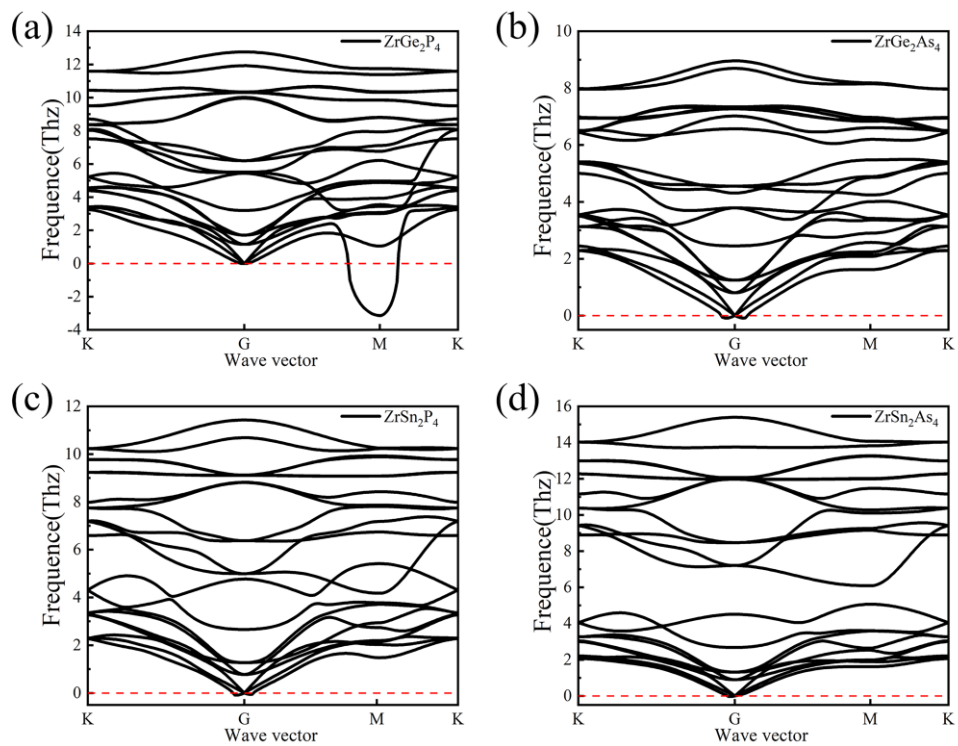 (a)
ZrGe₂P₄
Frequence(Thz)
14
12
10
8
6
4
2
0
-2
-4
K G M K
Wave vector
(b)
ZrGe₂As₄
Frequence(Thz)
10
8
6
4
2
0
K G M K
Wave vector
(c)
ZrSn₂P₄
Frequence(Thz)
12
10
8
6
4
2
0
K G M K
Wave vector
(d)
ZrSn₂As₄
Frequence(Thz)
16
14
12
10
8
6
4
2
0
K G M K
Wave vector